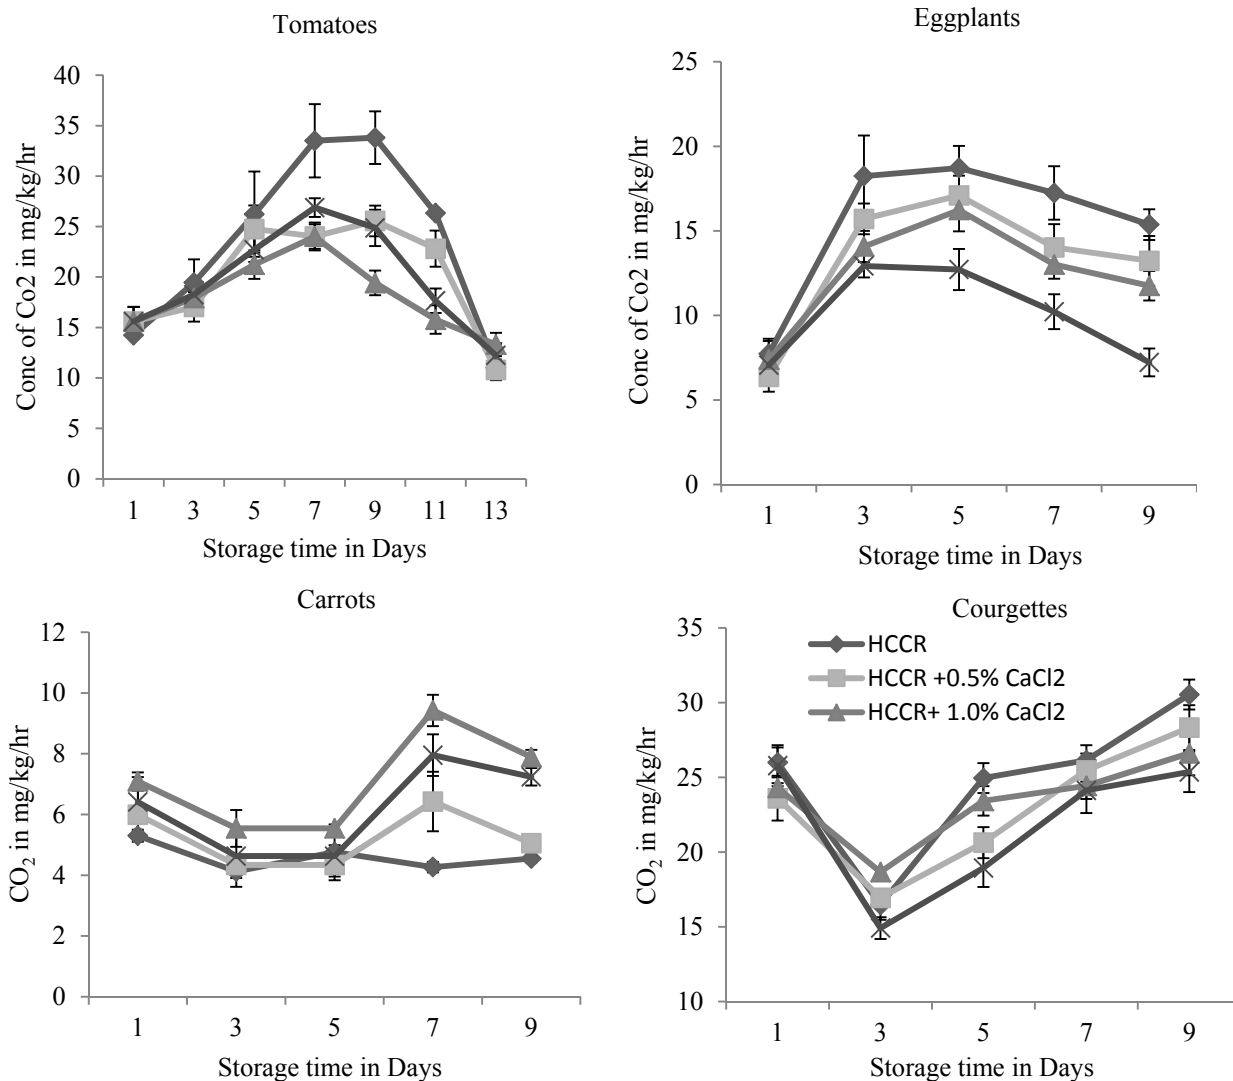 Tomatoes
40
35
30
25
20
15
10
5
0
Conc of Co2 in mg/kg/hr
1 3 5 7 9 11 13
Storage time in Days
Eggplants
25
20
15
10
5
0
Conc of Co2 in mg/kg/hr
1 3 5 7 9
Storage time in Days
Carrots
12
10
8
6
4
2
0
CO₂ in mg/kg/hr
1 3 5 7 9
Storage time in Days
Courgettes
35
30
25
20
15
10
CO₂ in mg/kg/hr
HCCR
HCCR +0.5% CaCl2
HCCR+ 1.0% CaCl2
1 3 5 7 9
Storage time in Days